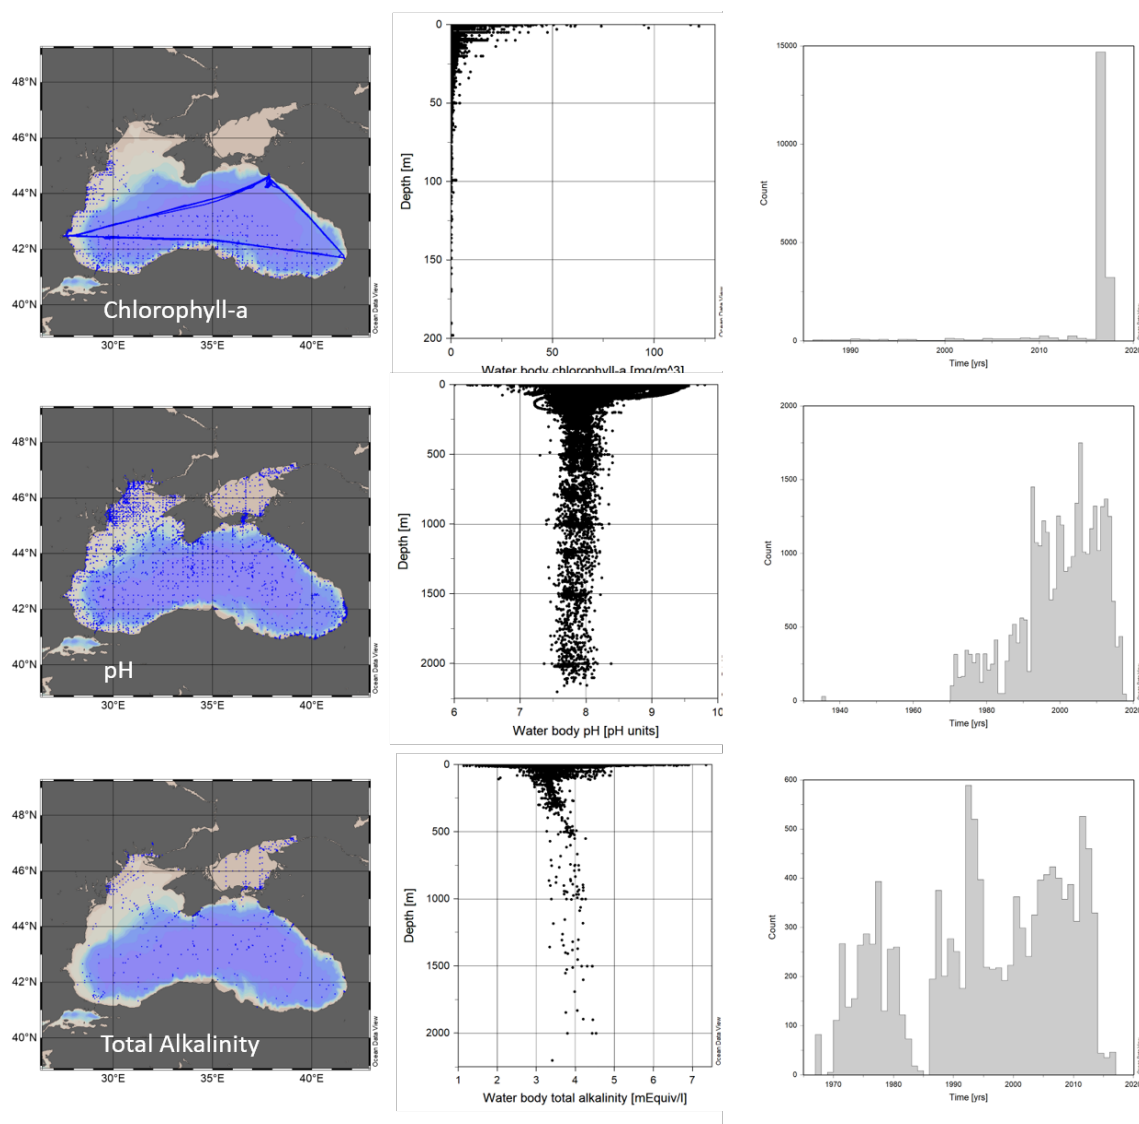 48°N
46°N
44°N
42°N
40°N
30°E 35°E 40°E
Chlorophyll-a
Ocean Data View
0
50
100
150
200
Depth [m]
0 50 100
Water body chlorophyll-a [mg/m^3]
Ocean Data View
15000
10000
5000
0
Count
1990 2000 2010 2020
Time [yrs]
48°N
46°N
44°N
42°N
40°N
30°E 35°E 40°E
pH
Ocean Data View
0
500
1000
1500
2000
Depth [m]
6 7 8 9 10
Water body pH [pH units]
2000
1500
1000
500
0
Count
1940 1960 1980 2000 2020
Time [yrs]
48°N
46°N
44°N
42°N
40°N
30°E 35°E 40°E
Total Alkalinity
Ocean Data View
0
500
1000
1500
2000
Depth [m]
1 2 3 4 5 6 7
Water body total alkalinity [mEquiv/l]
Ocean Data View
600
500
400
300
200
100
0
Count
1970 1980 1990 2000 2010 2020
Time [yrs]